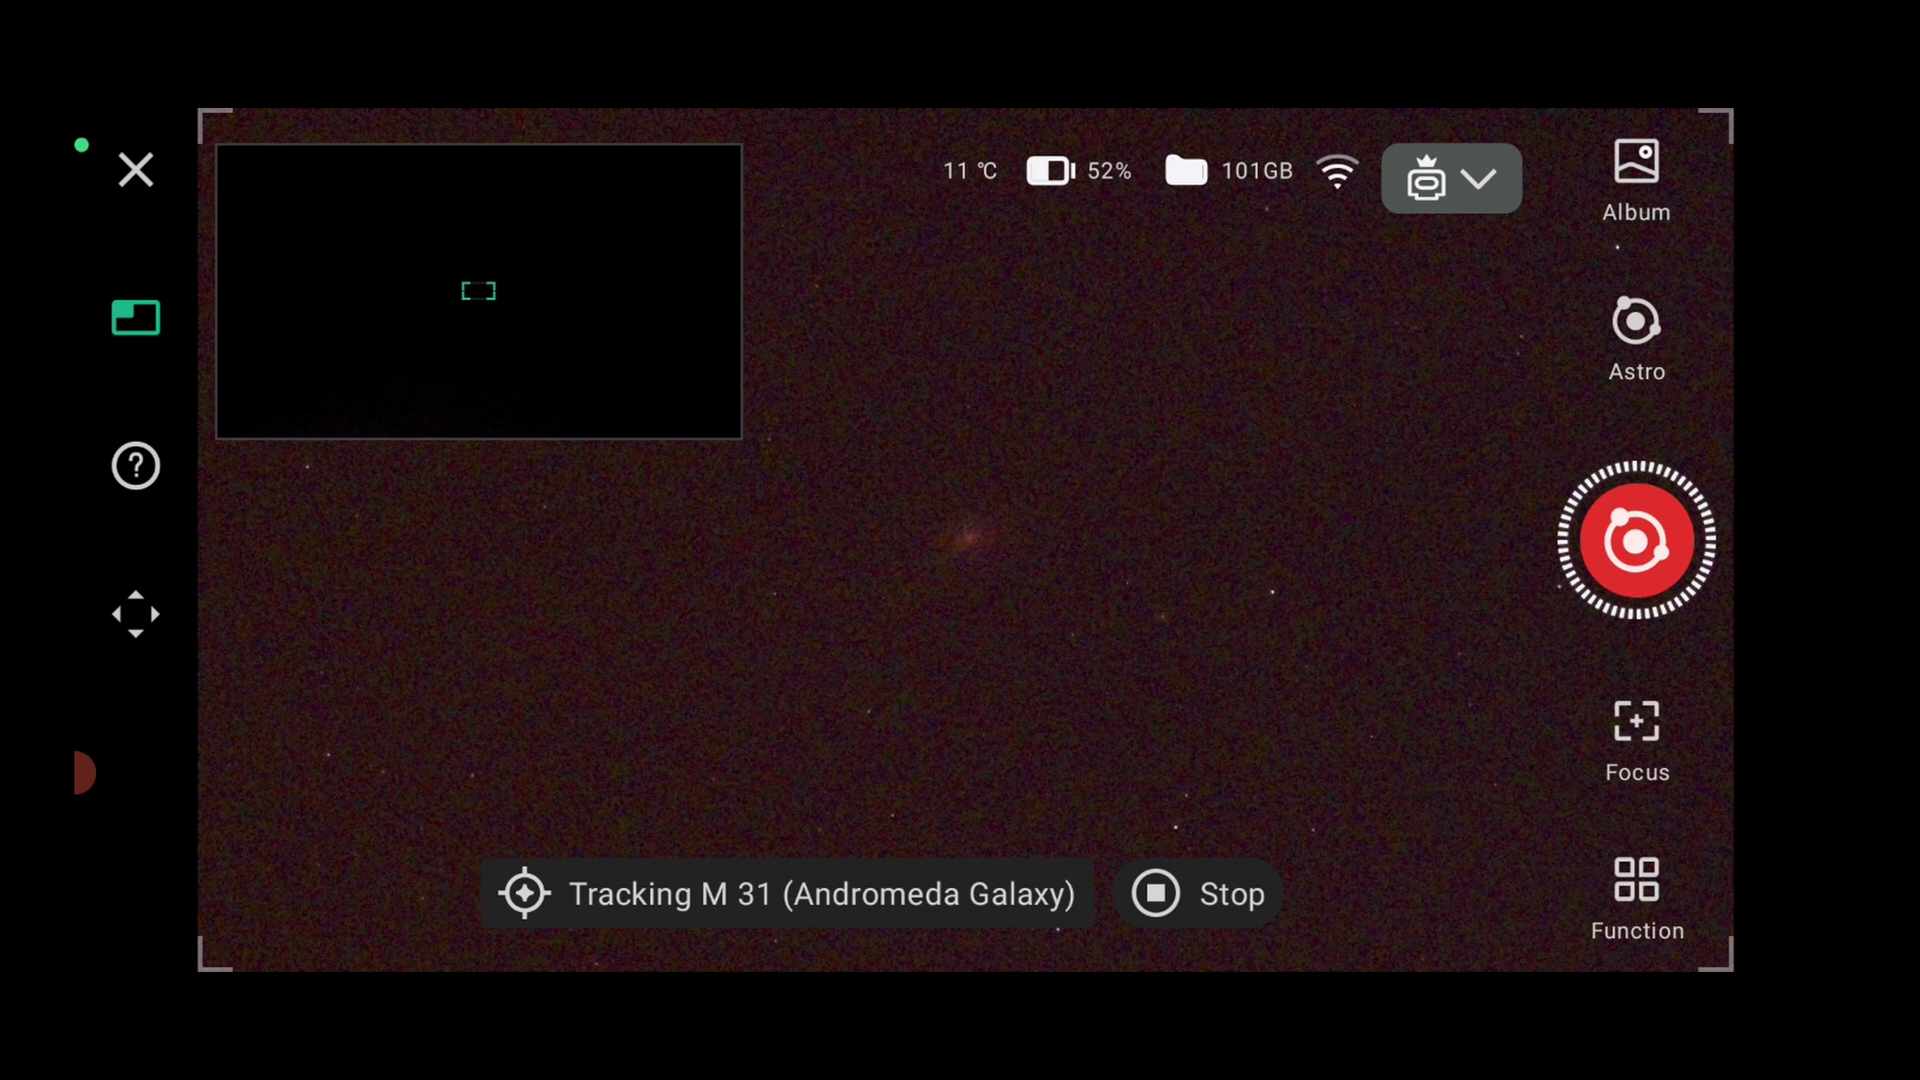 11 ℃ 52% 101GB
Album
Astro
Focus
Tracking M 31 (Andromeda Galaxy) Stop
Function